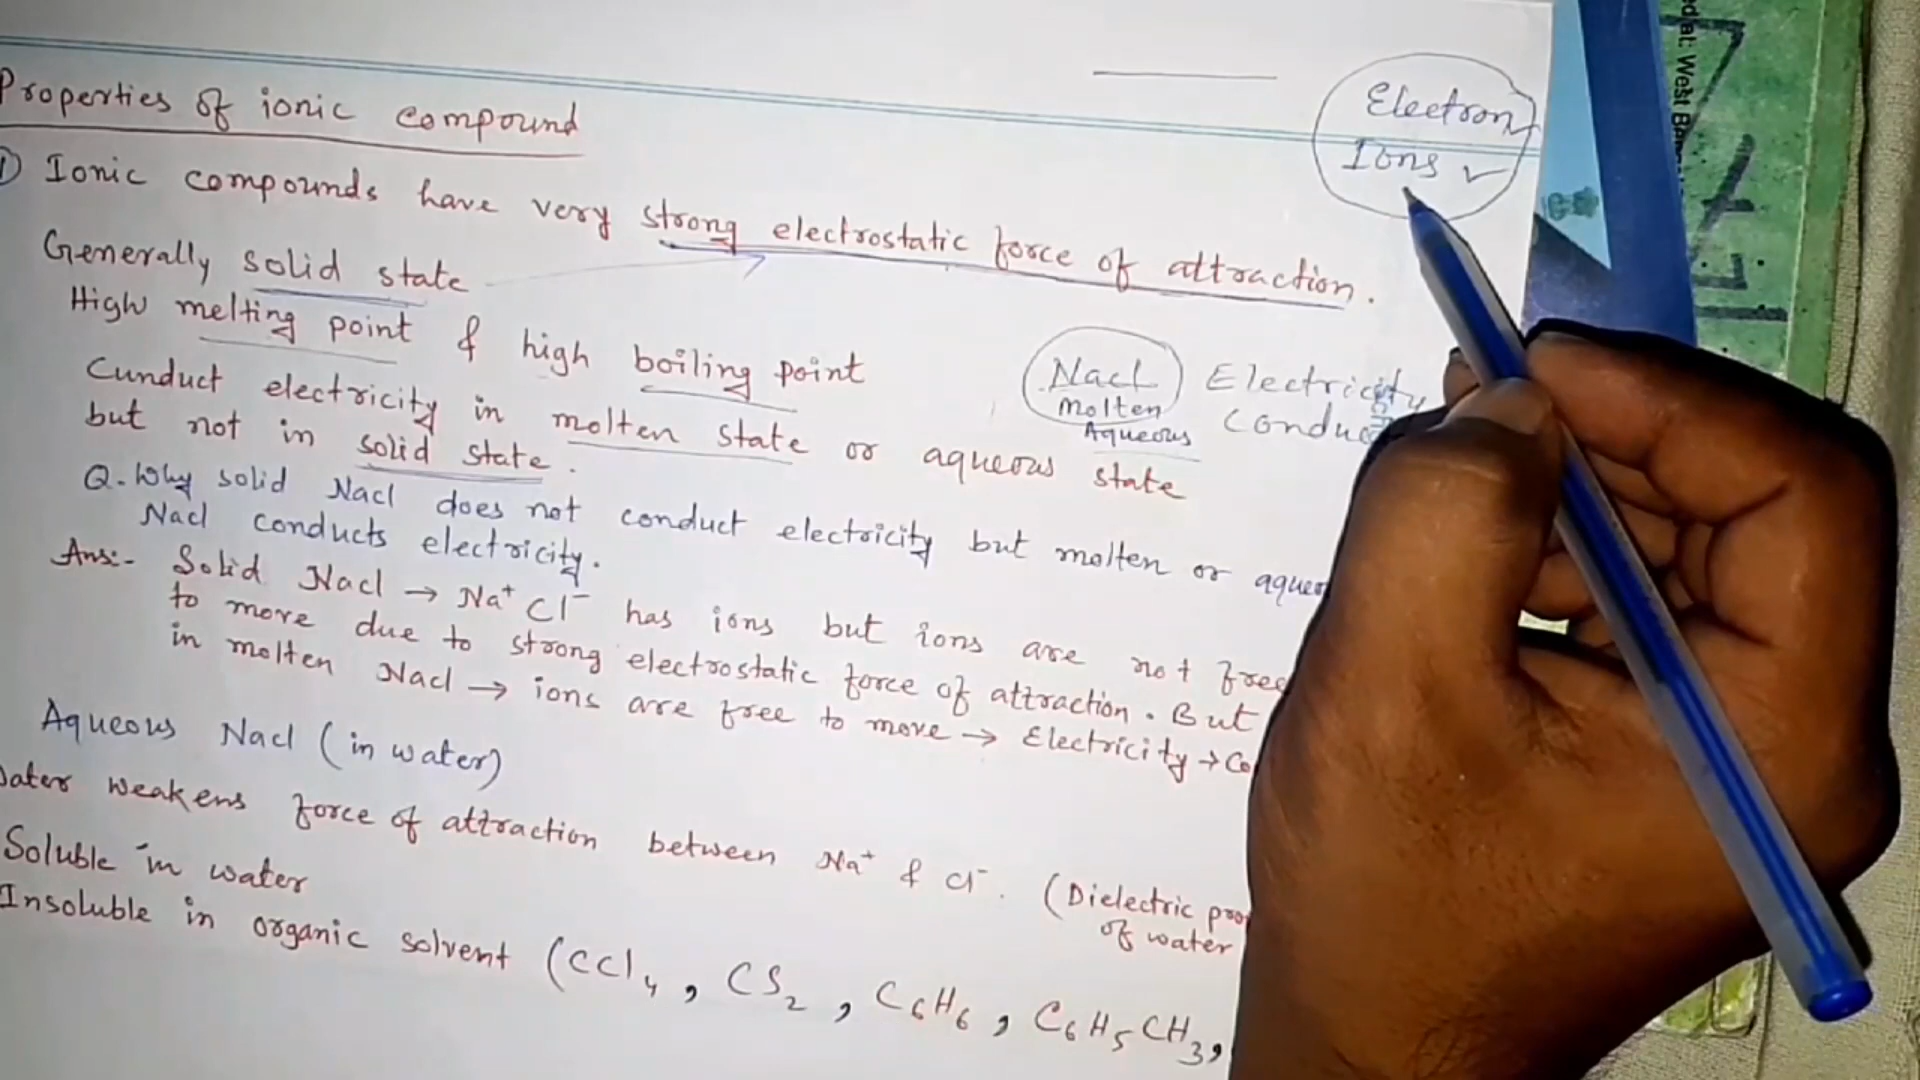 Properties of ionic compound
Electron
Ions ✓
1) Ionic compounds have very strong electrostatic force of attraction.
Generally solid state
High melting point & high boiling point
Nacl
Molten
Aqueous
Electricity
Cunduct electricity in molten state or aqueous state
but not in solid state.
Q. Why solid Nacl does not conduct electricity but molten or
Nacl conducts electricity.
Ans:- Solid Nacl → Na⁺ Cl⁻ has ions but ions are not free
to move due to strong electrostatic force of attraction. But
in molten Nacl → ions are free to move → Electricity →
Aqueous Nacl (in water)
weakens force of attraction between Na⁺ & Cl⁻. (Dielectric
of water
Soluble in water
Insoluble in organic solvent (CCl₄, CS₂, C₆H₆, C₆H₅CH₃,
West